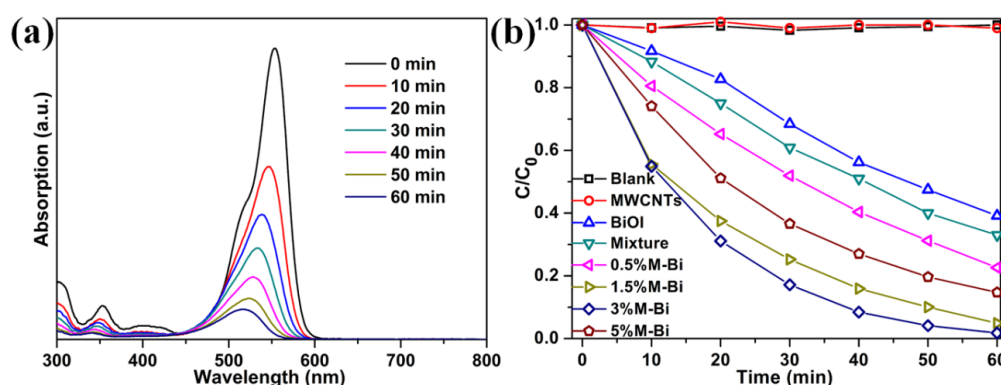 (a)
Absorption (a.u.)
0 min
10 min
20 min
30 min
40 min
50 min
60 min
300 400 500 600 700 800
Wavelength (nm)
(b)
C/C0
1.0
0.8
0.6
0.4
0.2
0.0
Blank
MWCNTs
BiOI
Mixture
0.5%M-Bi
1.5%M-Bi
3%M-Bi
5%M-Bi
0 10 20 30 40 50 60
Time (min)